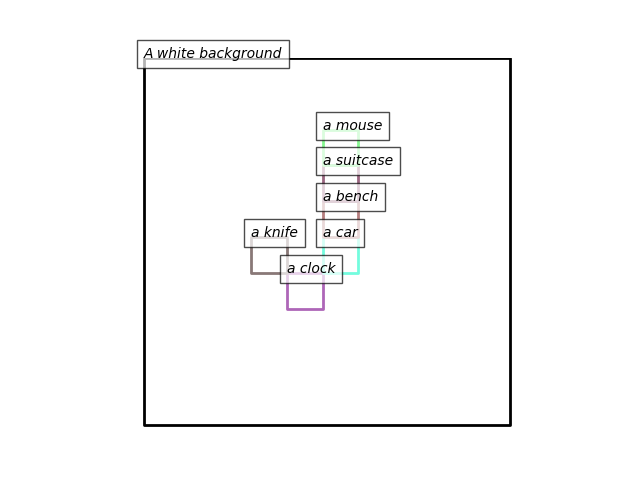 A white background
a mouse
a suitcase
a bench
a knife
a car
a clock